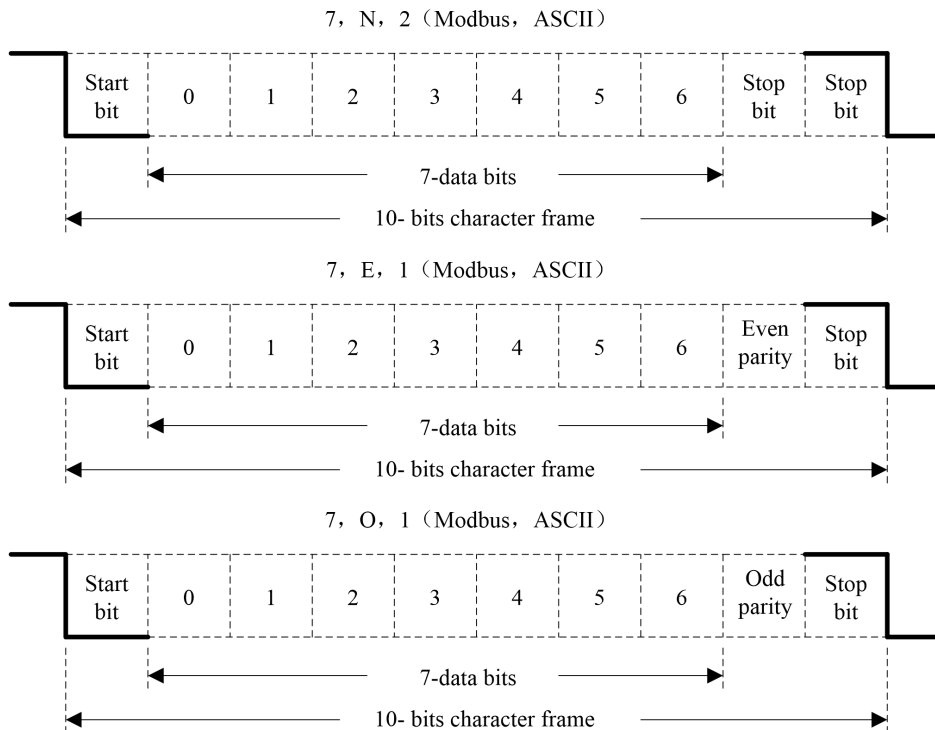 7，N，2（Modbus，ASCII）
Start bit 0 1 2 3 4 5 6 Stop bit Stop bit
7-data bits
10- bits character frame
7，E，1（Modbus，ASCII）
Start bit 0 1 2 3 4 5 6 Even parity Stop bit
7-data bits
10- bits character frame
7，O，1（Modbus，ASCII）
Start bit 0 1 2 3 4 5 6 Odd parity Stop bit
7-data bits
10- bits character frame